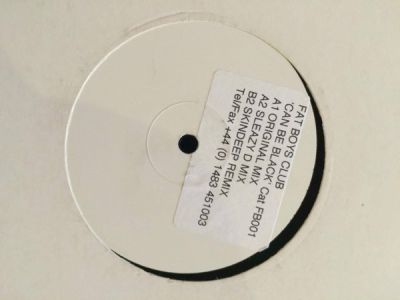 FAT BOYS CLUB
'CAN BE BLACK' Cat FB001
A1 ORIGINAL MIX
A2 SLEAZY D MIX
B2 SKINDEEP REMIX
Tel/Fax +44 (0) 1483 451003